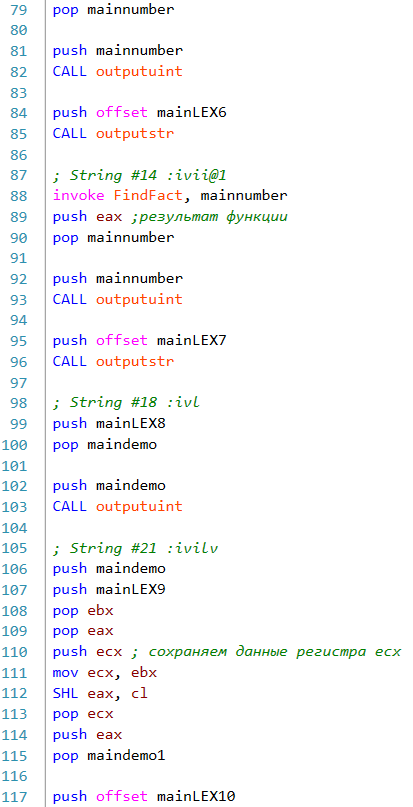 79 pop mainnumber
80
81 push mainnumber
82 CALL outputuint
83
84 push offset mainLEX6
85 CALL outputstr
86
87 ; String #14 :ivii@1
88 invoke FindFact, mainnumber
89 push eax ;результат функции
90 pop mainnumber
91
92 push mainnumber
93 CALL outputuint
94
95 push offset mainLEX7
96 CALL outputstr
97
98 ; String #18 :ivl
99 push mainLEX8
100 pop maindemo
101
102 push maindemo
103 CALL outputuint
104
105 ; String #21 :ivilv
106 push maindemo
107 push mainLEX9
108 pop ebx
109 pop eax
110 push ecx ; сохраняем данные регистра ecx
111 mov ecx, ebx
112 SHL eax, cl
113 pop ecx
114 push eax
115 pop maindemo1
116
117 push offset mainLEX10